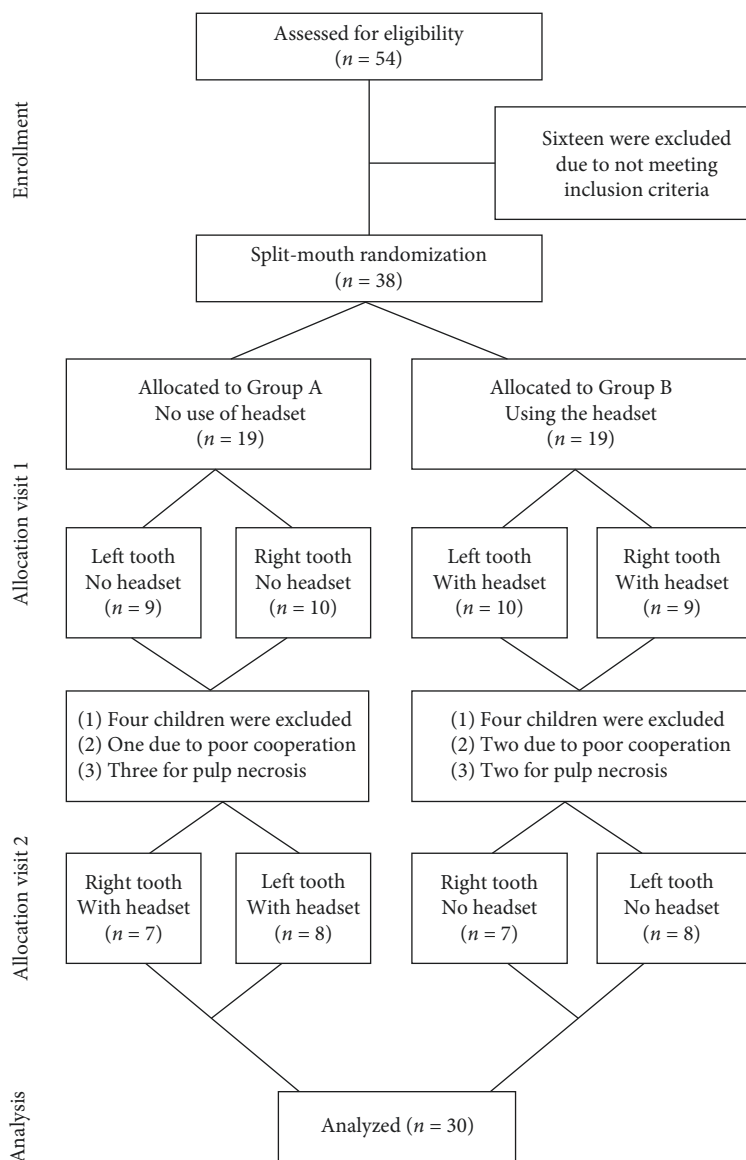 Enrollment
Assessed for eligibility
(n = 54)
Sixteen were excluded
due to not meeting
inclusion criteria
Split-mouth randomization
(n = 38)
Allocation visit 1
Allocated to Group A
No use of headset
(n = 19)
Allocated to Group B
Using the headset
(n = 19)
Left tooth
No headset
(n = 9)
Right tooth
No headset
(n = 10)
Left tooth
With headset
(n = 10)
Right tooth
With headset
(n = 9)
(1) Four children were excluded
(2) One due to poor cooperation
(3) Three for pulp necrosis
(1) Four children were excluded
(2) Two due to poor cooperation
(3) Two for pulp necrosis
Allocation visit 2
Right tooth
With headset
(n = 7)
Left tooth
With headset
(n = 8)
Right tooth
No headset
(n = 7)
Left tooth
No headset
(n = 8)
Analysis
Analyzed (n = 30)